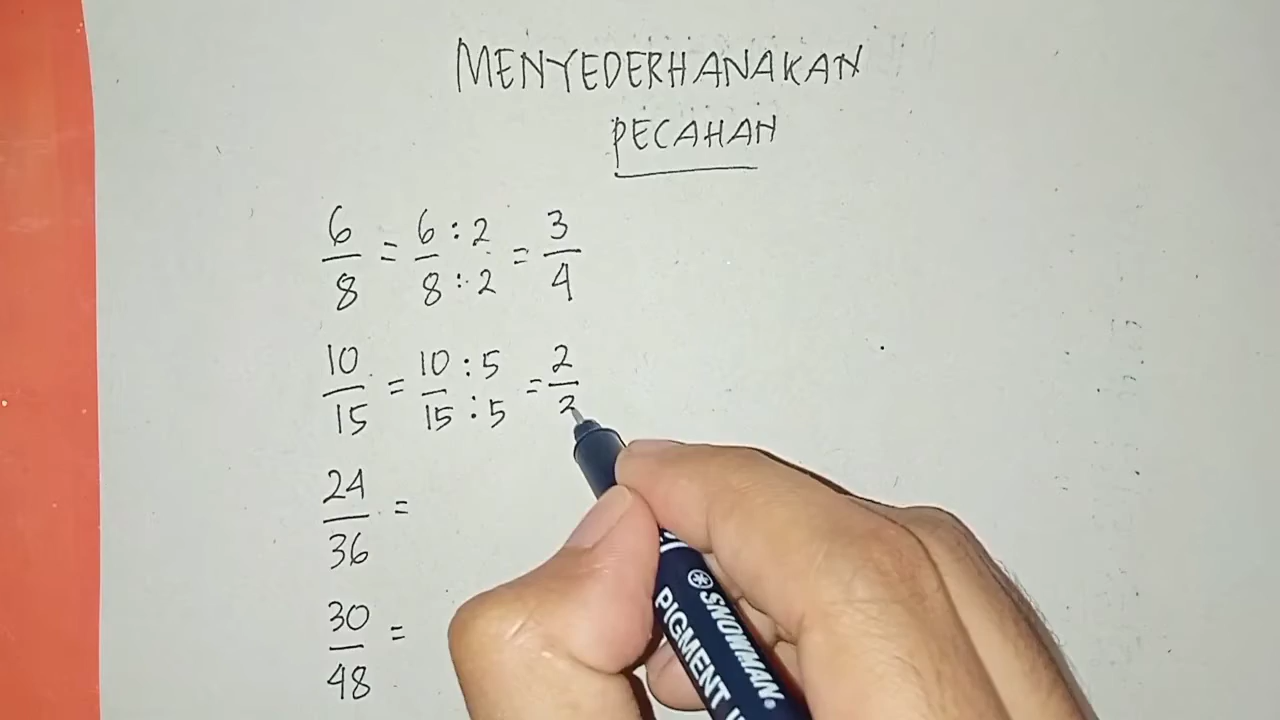 MENYEDERHANAKAN
PECAHAN
6/8 = 6:2/8:2 = 3/4
10/15 = 10:5/15:5 = 2/
24/36 =
30/48 =
SNOWMAN
PIGMENT